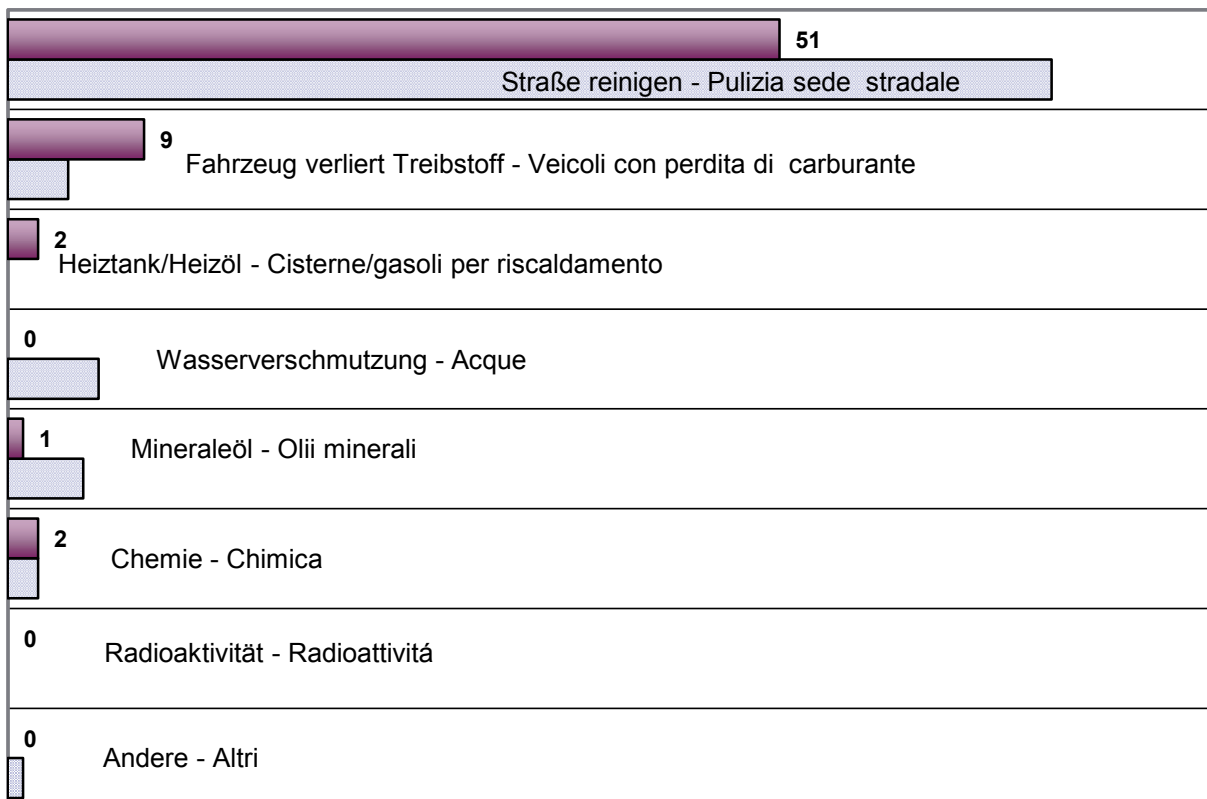 51
Straße reinigen - Pulizia sede  stradale
9
Fahrzeug verliert Treibstoff - Veicoli con perdita di  carburante
2
Heiztank/Heizöl - Cisterne/gasoli per riscaldamento
0
Wasserverschmutzung - Acque
1
Mineraleöl - Olii minerali
2
Chemie - Chimica
0
Radioaktivität - Radioattivitá
0
Andere - Altri